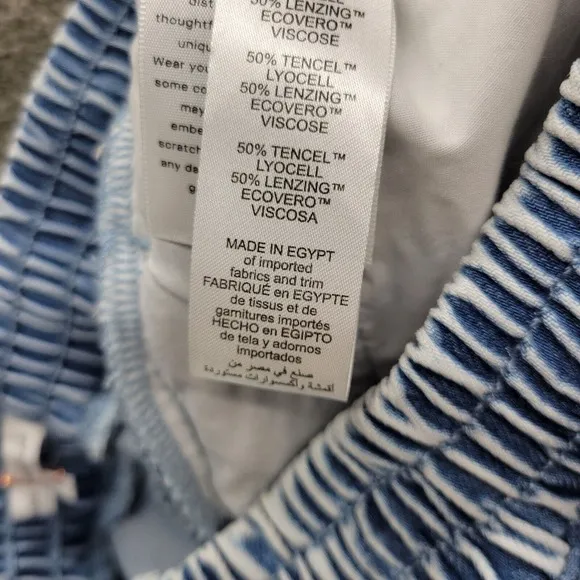 thought
uniqu
Wear you
some co
may
embe
scratch
any da
LYOCELL
50% LENZING™
ECOVERO™
VISCOSE
50% TENCEL™
LYOCELL
50% LENZING™
ECOVERO™
VISCOSE
50% TENCEL™
LYOCELL
50% LENZING™
ECOVERO™
VISCOSA
MADE IN EGYPT
of imported
fabrics and trim
FABRIQUÉ en EGYPTE
de tissus et de
garnitures importés
HECHO en EGIPTO
de tela y adornos
importados
صنع في مصر من
أقمشة وأكسسوارات مستوردة